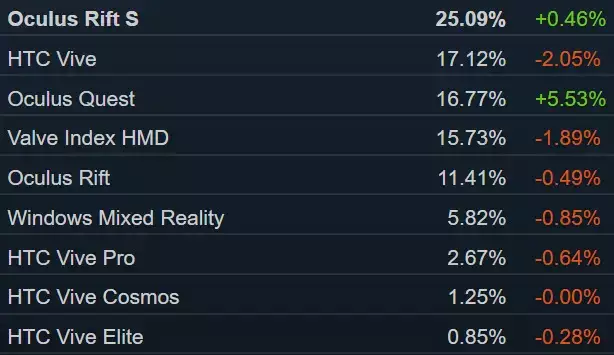 Oculus Rift S 25.09% +0.46%
HTC Vive 17.12% -2.05%
Oculus Quest 16.77% +5.53%
Valve Index HMD 15.73% -1.89%
Oculus Rift 11.41% -0.49%
Windows Mixed Reality 5.82% -0.85%
HTC Vive Pro 2.67% -0.64%
HTC Vive Cosmos 1.25% -0.00%
HTC Vive Elite 0.85% -0.28%